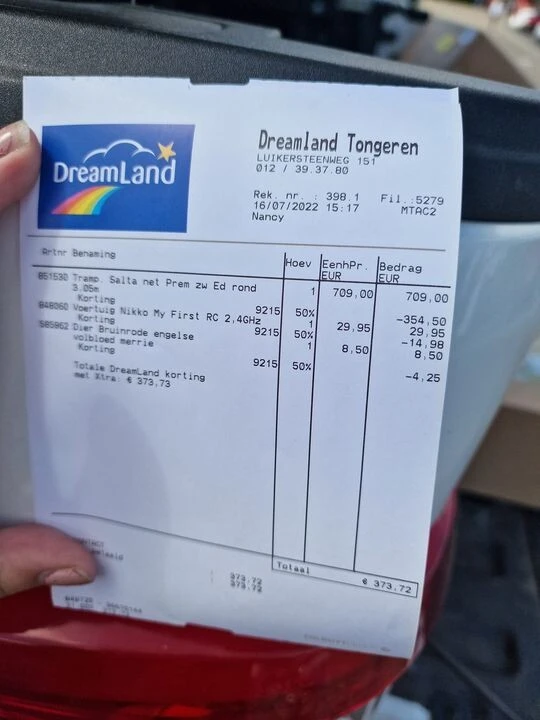 DreamLand
Dreamland Tongeren
LUIKERSTEENWEG 151
012 / 39.37.80
Rek. nr. : 398.1 Fil.:5279
16/07/2022 15:17 MTAC2
Nancy
Artnr Benaming Hoev EenhPr. EUR Bedrag EUR
851530 Tramp. Salta net Prem zw Ed rond 1 709,00 709,00
3.05m
Korting 9215 50% -354,50
848060 Voertuig Nikko My First RC 2,4GHz 1 29,95 29,95
Korting 9215 50% -14,98
585862 Dier Bruinrode engelse 1 8,50 8,50
volbloed merrie
Korting 9215 50% -4,25
Totale DreamLand korting
met Xtra: € 373,73
Totaal € 373,72
373,72
373,72